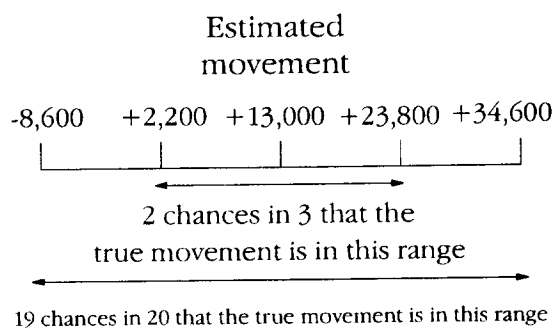 Estimated
movement
-8,600 +2,200 +13,000 +23,800 +34,600
2 chances in 3 that the
true movement is in this range
19 chances in 20 that the true movement is in this range